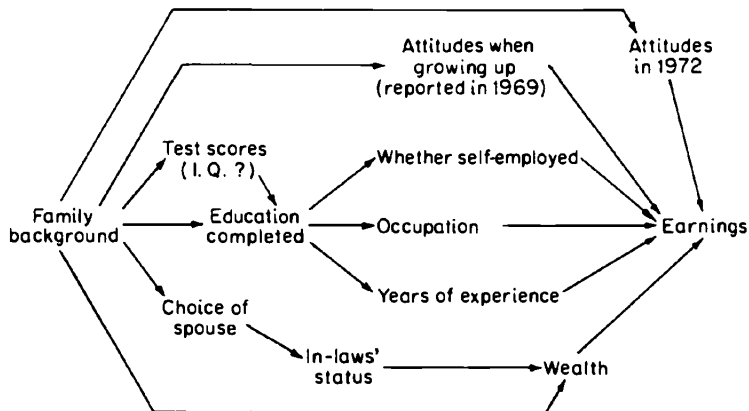 Attitudes when
growing up
(reported in 1969)
Attitudes
in 1972
Test scores
(I.Q.?)
Whether self-employed
Family
background
Education
completed
Occupation
Earnings
Years of experience
Choice of
spouse
In-laws'
status
Wealth